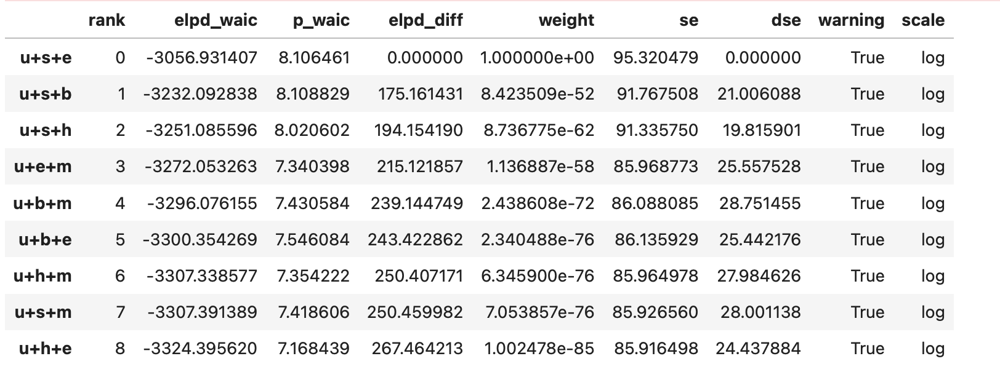 rank elpd_waic p_waic elpd_diff weight se dse warning scale
u+s+e 0 -3056.931407 8.106461 0.000000 1.000000e+00 95.320479 0.000000 True log
u+s+b 1 -3232.092838 8.108829 175.161431 8.423509e-52 91.767508 21.006088 True log
u+s+h 2 -3251.085596 8.020602 194.154190 8.736775e-62 91.335750 19.815901 True log
u+e+m 3 -3272.053263 7.340398 215.121857 1.136887e-58 85.968773 25.557528 True log
u+b+m 4 -3296.076155 7.430584 239.144749 2.438608e-72 86.088085 28.751455 True log
u+b+e 5 -3300.354269 7.546084 243.422862 2.340488e-76 86.135929 25.442176 True log
u+h+m 6 -3307.338577 7.354222 250.407171 6.345900e-76 85.964978 27.984626 True log
u+s+m 7 -3307.391389 7.418606 250.459982 7.053857e-76 85.926560 28.001138 True log
u+h+e 8 -3324.395620 7.168439 267.464213 1.002478e-85 85.916498 24.437884 True log